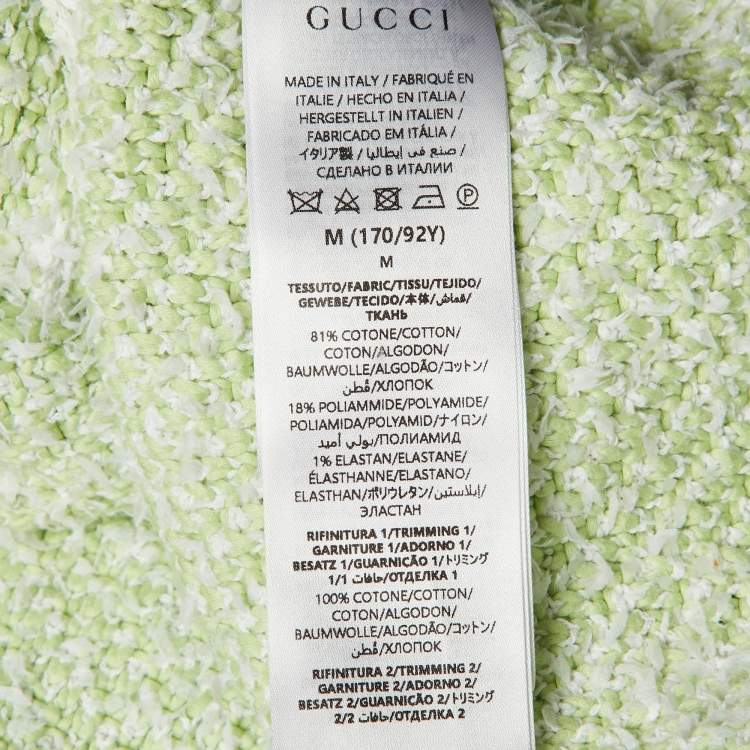 GUCCI
MADE IN ITALY / FABRIQUÉ EN
ITALIE / HECHO EN ITALIA /
HERGESTELLT IN ITALIEN /
FABRICADO EM ITÁLIA /
イタリア製 / صنع في إيطاليا /
СДЕЛАНО В ИТАЛИИ
P
M (170/92Y)
M
TESSUTO/FABRIC/TISSU/TEJIDO/
GEWEBE/TECIDO/本体/قماش/
ТКАНЬ
81% COTONE/COTTON/
COTON/ALGODON/
BAUMWOLLE/ALGODÃO/コットン/
قُطن/ХЛОПОК
18% POLIAMMIDE/POLYAMIDE/
POLIAMIDA/POLYAMID/ナイロン/
بولي أميد/ПОЛИАМИД
1% ELASTAN/ELASTANE/
ÉLASTHANNE/ELASTANO/
ELASTHAN/ポリウレタン/إيلاستين/
ЭЛАСТАН
RIFINITURA 1/TRIMMING 1/
GARNITURE 1/ADORNO 1/
BESATZ 1/GUARNICÃO 1/トリミング
1/حافات 1/ОТДЕЛКА 1
100% COTONE/COTTON/
COTON/ALGODON/
BAUMWOLLE/ALGODÃO/コットン/
قُطن/ХЛОПОК
RIFINITURA 2/TRIMMING 2/
GARNITURE 2/ADORNO 2/
BESATZ 2/GUARNICÃO 2/トリミング
2/حافات 2/ОТДЕЛКА 2